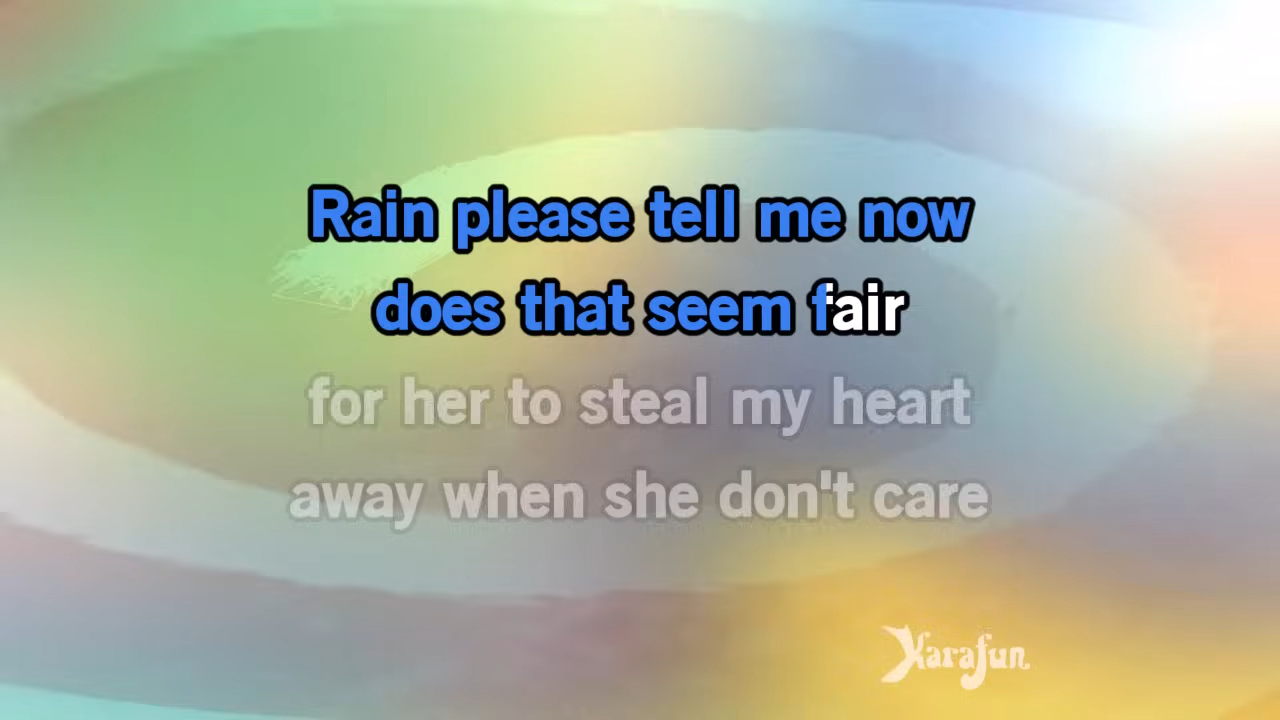 Rain please tell me now
does that seem fair
for her to steal my heart
away when she don't care
Karafun